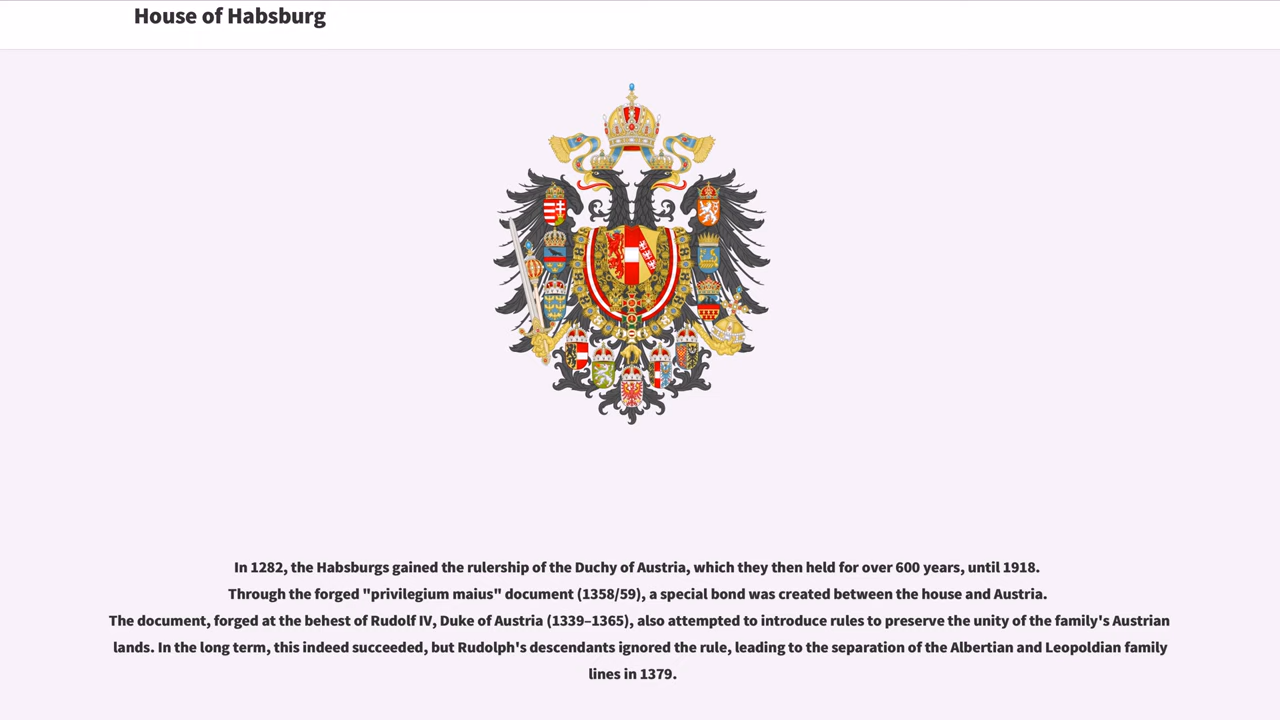 House of Habsburg
In 1282, the Habsburgs gained the rulership of the Duchy of Austria, which they then held for over 600 years, until 1918.
Through the forged "privilegium maius" document (1358/59), a special bond was created between the house and Austria.
The document, forged at the behest of Rudolf IV, Duke of Austria (1339–1365), also attempted to introduce rules to preserve the unity of the family's Austrian
lands. In the long term, this indeed succeeded, but Rudolph's descendants ignored the rule, leading to the separation of the Albertian and Leopoldian family
lines in 1379.